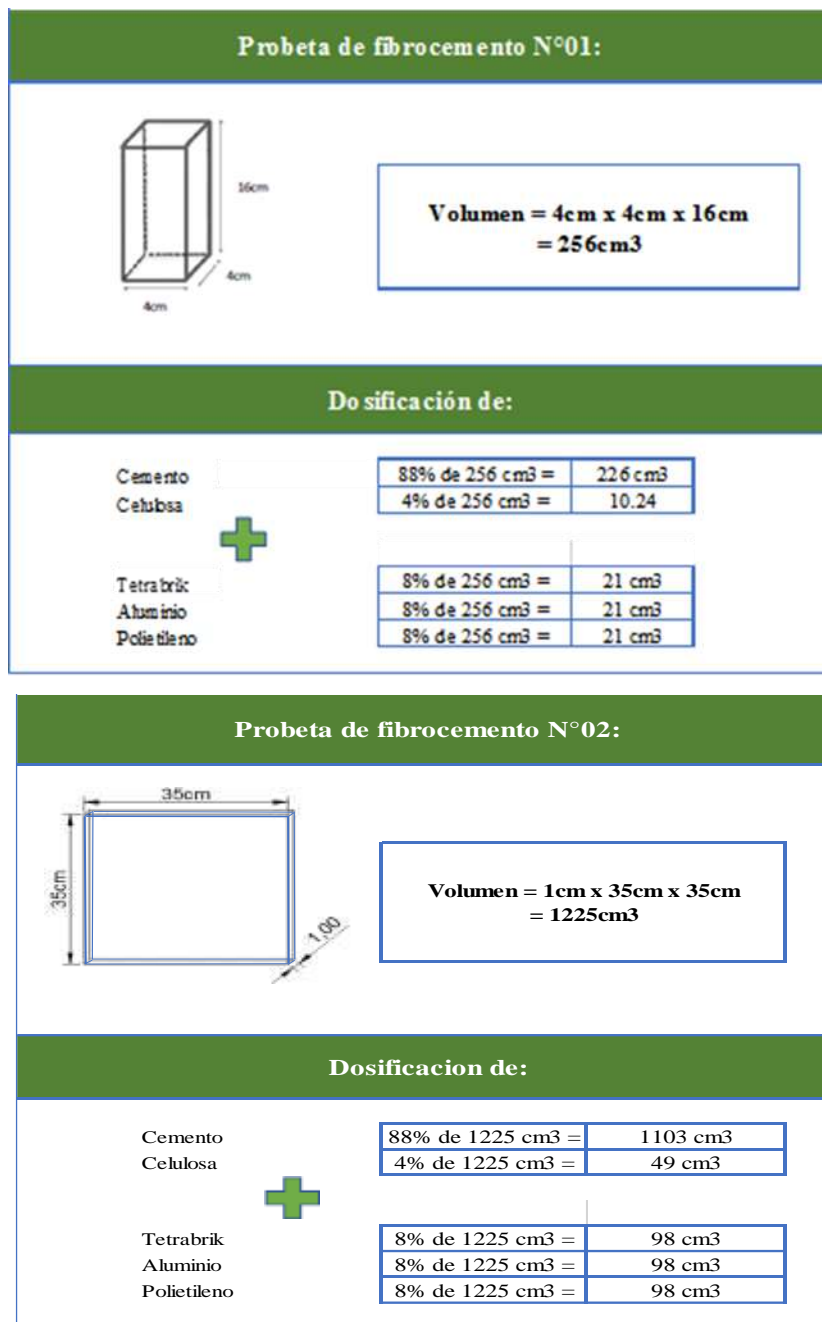 Probeta de fibrocemento N°01:
16cm
4cm
4cm
Volumen = 4cm x 4cm x 16cm
= 256cm3
Dosificación de:
Cemento 88% de 256 cm3 = 226 cm3
Celulosa 4% de 256 cm3 = 10.24
Tetrabrik 8% de 256 cm3 = 21 cm3
Aluminio 8% de 256 cm3 = 21 cm3
Polietileno 8% de 256 cm3 = 21 cm3
Probeta de fibrocemento N°02:
35cm
35cm
1,00
Volumen = 1cm x 35cm x 35cm
= 1225cm3
Dosificacion de:
Cemento 88% de 1225 cm3 = 1103 cm3
Celulosa 4% de 1225 cm3 = 49 cm3
Tetrabrik 8% de 1225 cm3 = 98 cm3
Aluminio 8% de 1225 cm3 = 98 cm3
Polietileno 8% de 1225 cm3 = 98 cm3